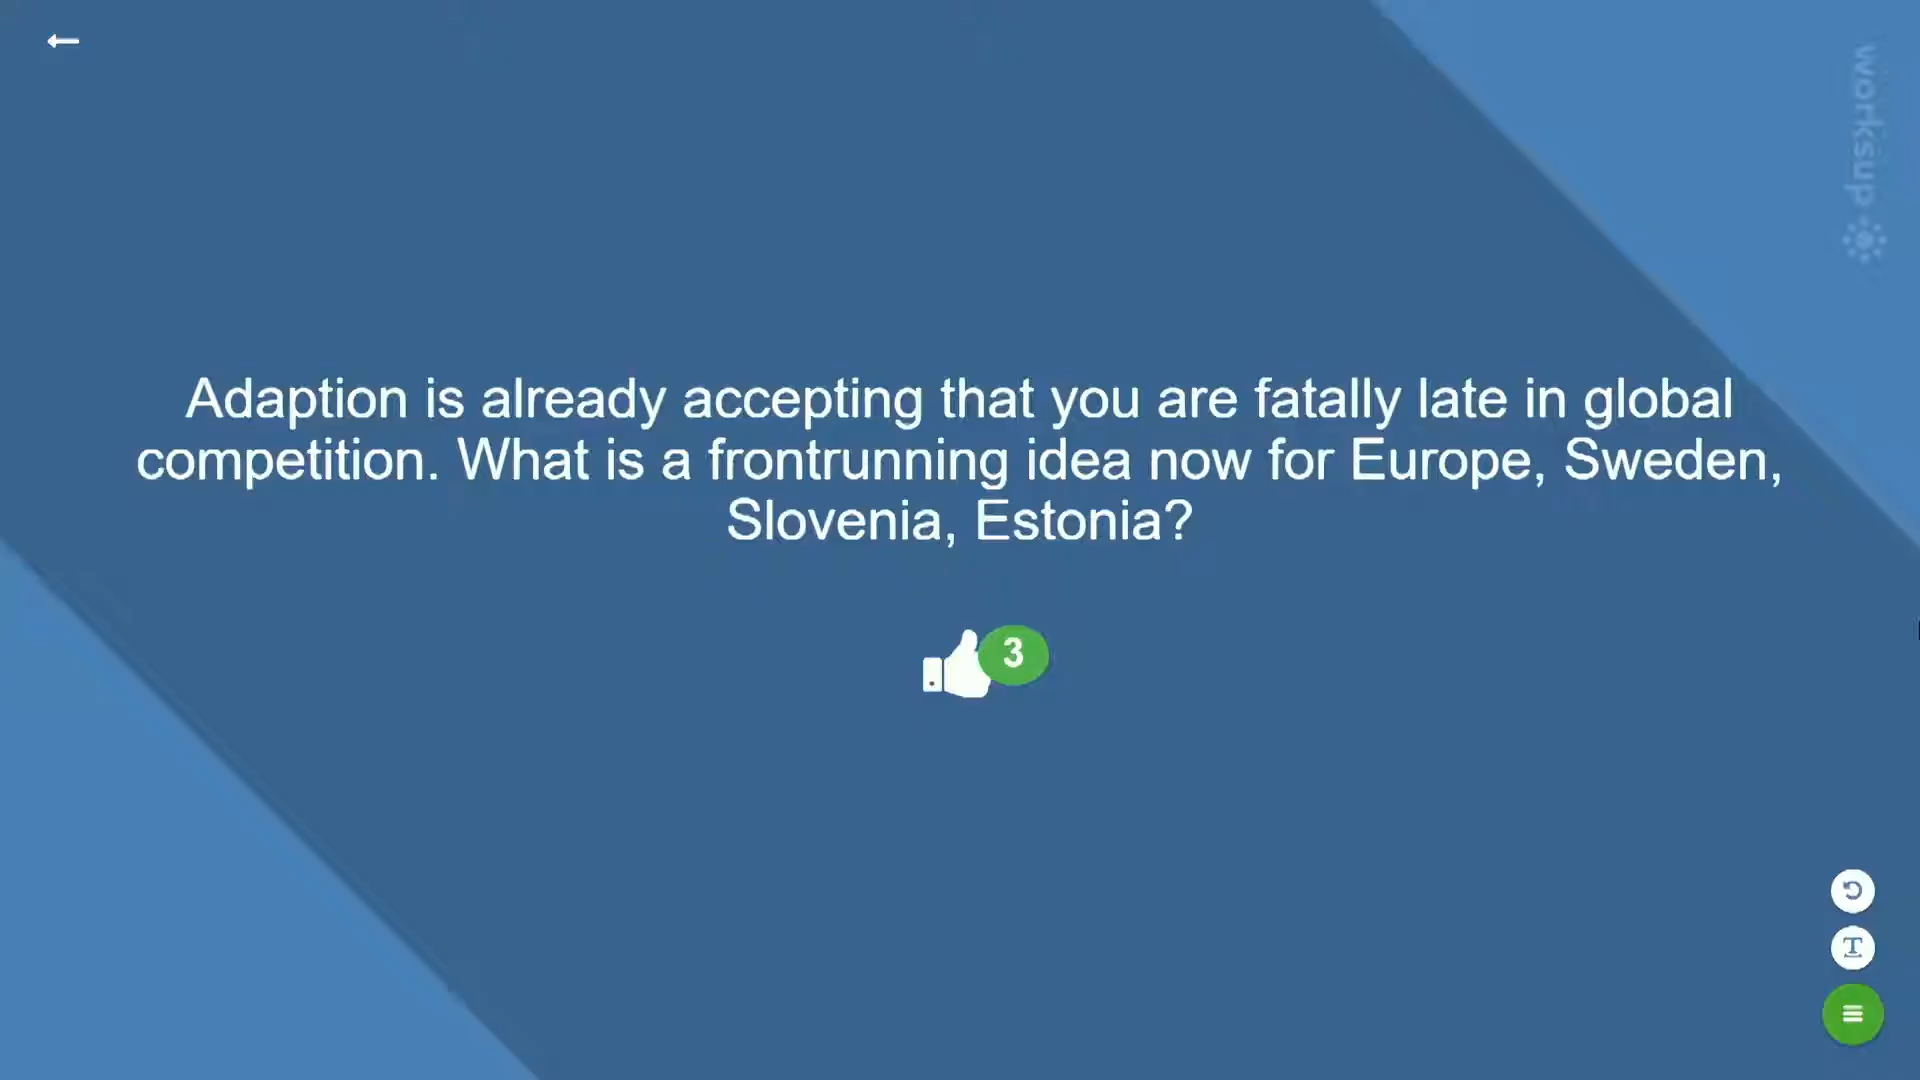 worksup
Adaption is already accepting that you are fatally late in global
competition. What is a frontrunning idea now for Europe, Sweden,
Slovenia, Estonia?
3
T